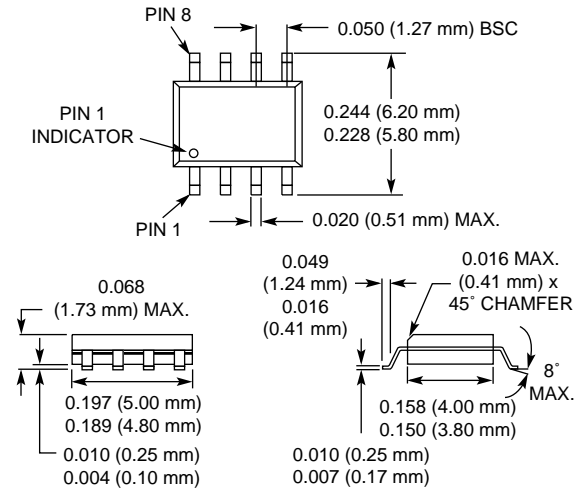 PIN 8
0.050 (1.27 mm) BSC
PIN 1
INDICATOR
0.244 (6.20 mm)
0.228 (5.80 mm)
PIN 1
0.020 (0.51 mm) MAX.
0.068
(1.73 mm) MAX.
0.197 (5.00 mm)
0.189 (4.80 mm)
0.010 (0.25 mm)
0.004 (0.10 mm)
0.049
(1.24 mm)
0.016
(0.41 mm)
0.016 MAX.
(0.41 mm) x
45˚ CHAMFER
8˚
MAX.
0.158 (4.00 mm)
0.150 (3.80 mm)
0.010 (0.25 mm)
0.007 (0.17 mm)